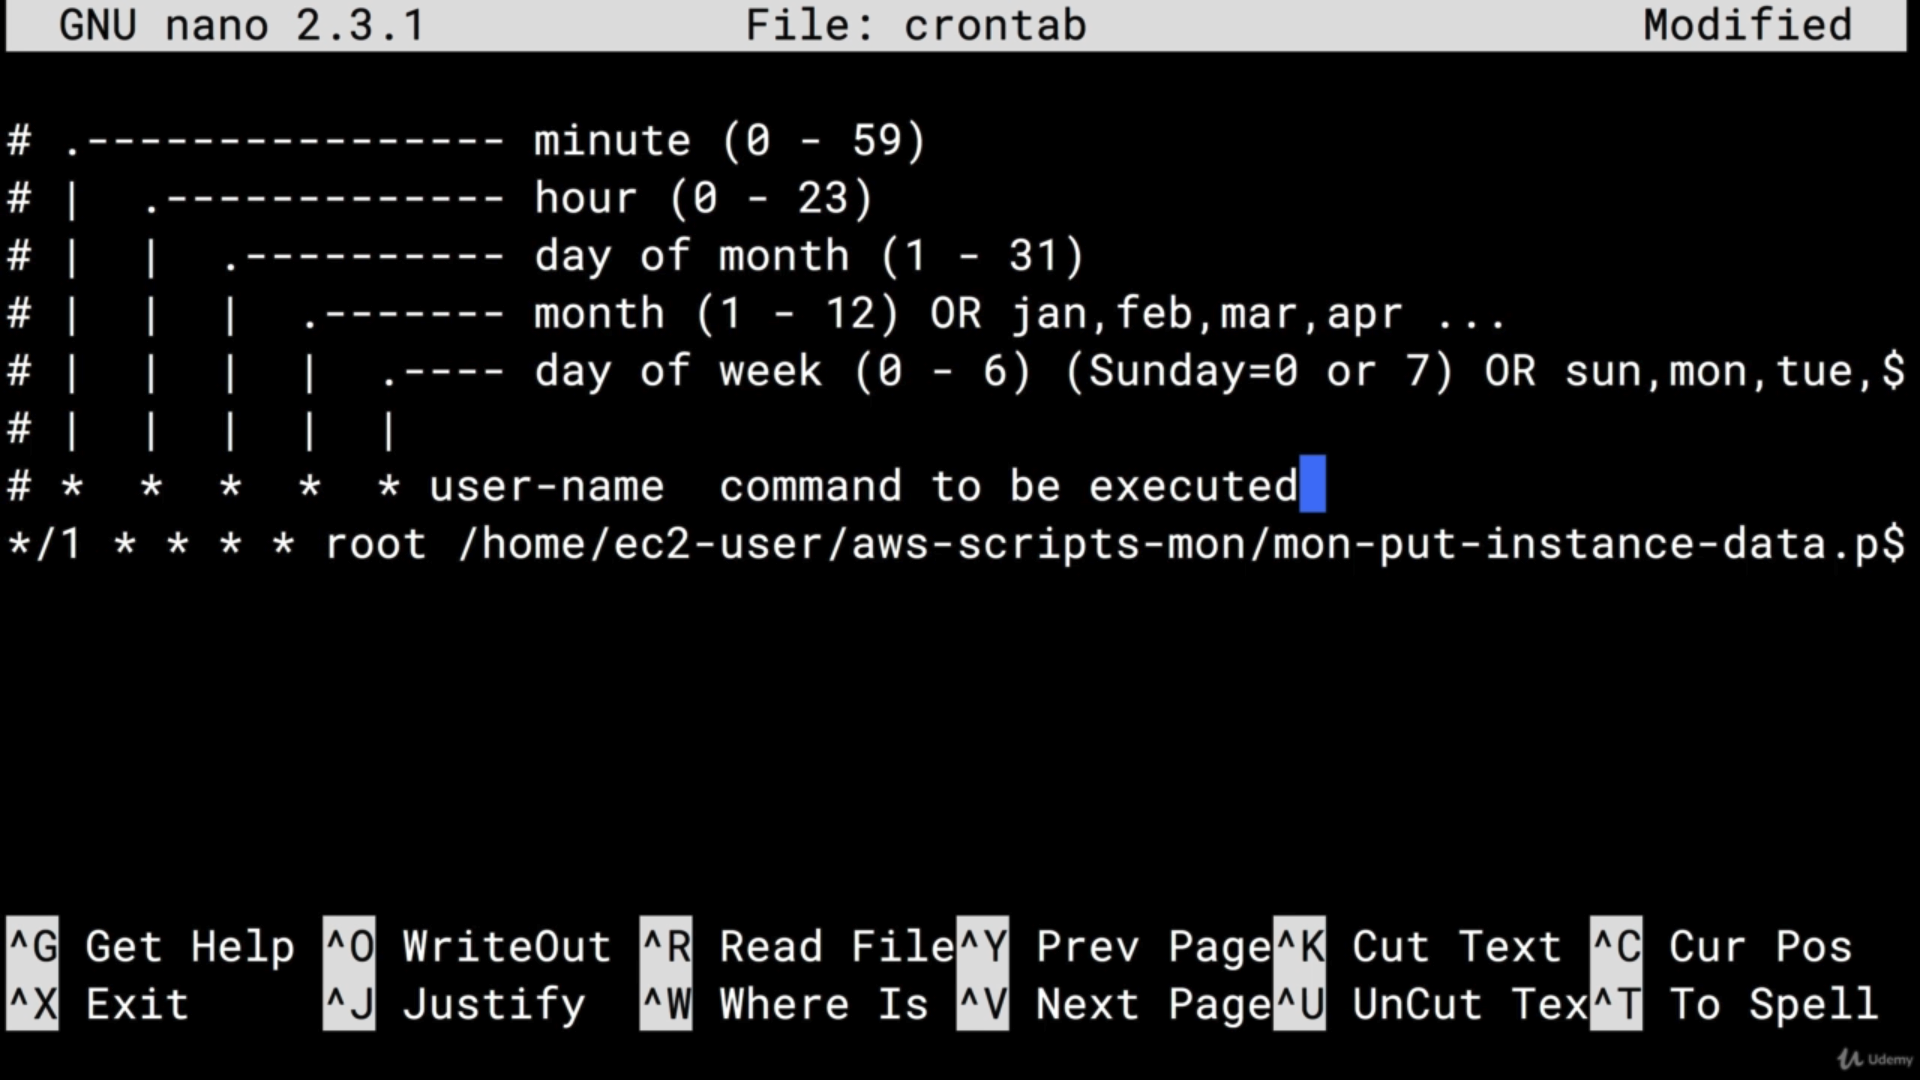 GNU nano 2.3.1 File: crontab Modified
# .---------------- minute (0 - 59)
# |  .------------- hour (0 - 23)
# |  |  .---------- day of month (1 - 31)
# |  |  |  .------- month (1 - 12) OR jan,feb,mar,apr ...
# |  |  |  |  .---- day of week (0 - 6) (Sunday=0 or 7) OR sun,mon,tue,$
# |  |  |  |  |
# *  *  *  *  * user-name  command to be executed
*/1 * * * * root /home/ec2-user/aws-scripts-mon/mon-put-instance-data.p$
^G Get Help ^O WriteOut ^R Read File ^Y Prev Page ^K Cut Text ^C Cur Pos
^X Exit ^J Justify ^W Where Is ^V Next Page ^U UnCut Tex ^T To Spell
Udemy